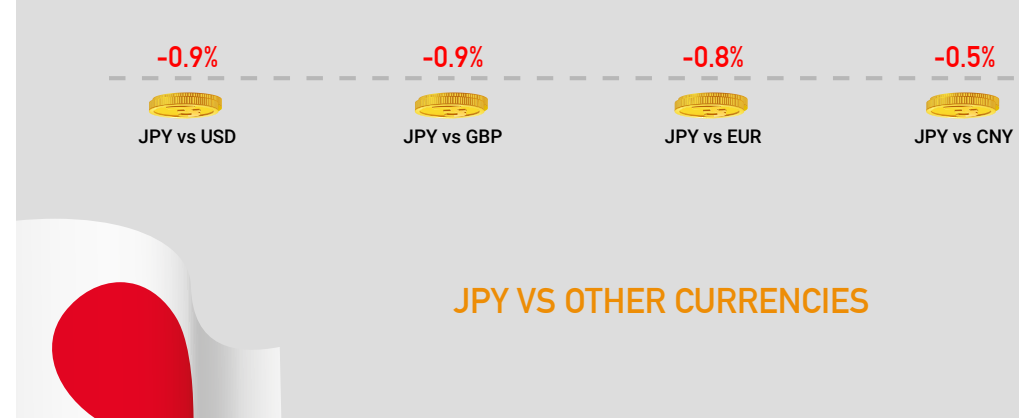 -0.9%
-0.9%
-0.8%
-0.5%
JPY vs USD
JPY vs GBP
JPY vs EUR
JPY vs CNY
JPY VS OTHER CURRENCIES